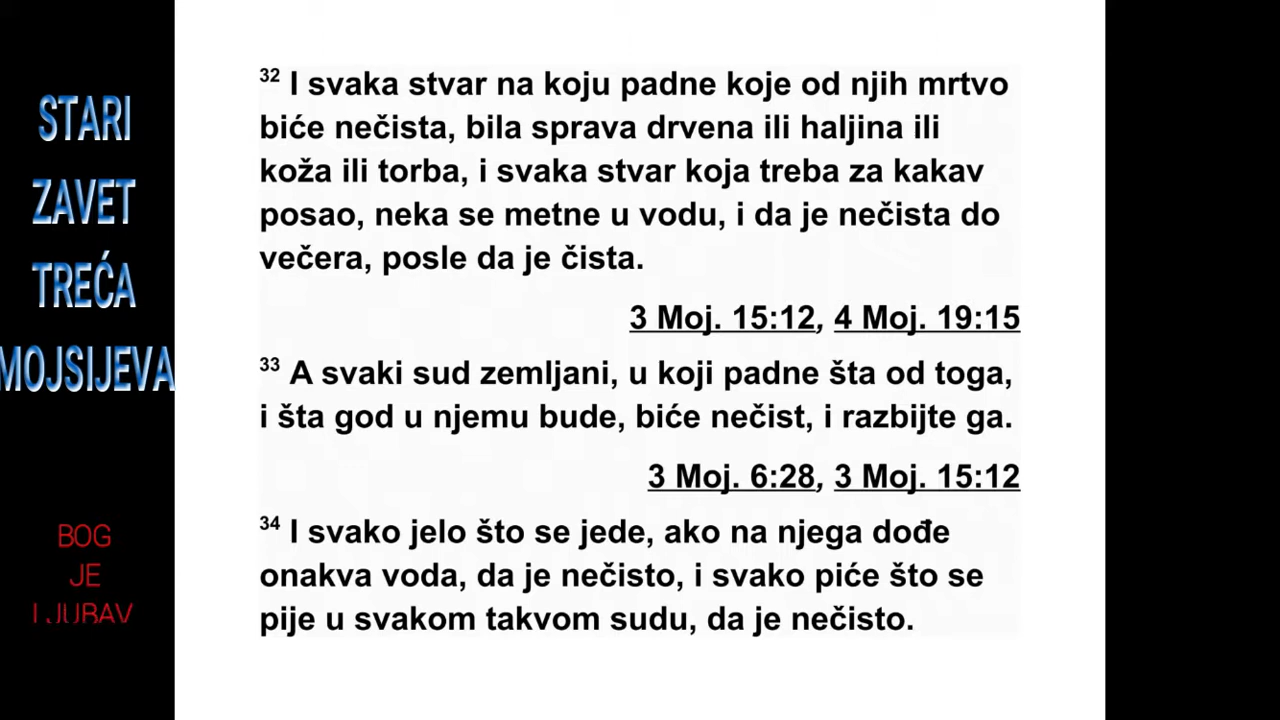 STARI
ZAVET
TREĆA
MOJSIJEVA
BOG
JE
LJUBAV
32 I svaka stvar na koju padne koje od njih mrtvo
biće nečista, bila sprava drvena ili haljina ili
koža ili torba, i svaka stvar koja treba za kakav
posao, neka se metne u vodu, i da je nečista do
večera, posle da je čista.
3 Moj. 15:12, 4 Moj. 19:15
33 A svaki sud zemljani, u koji padne šta od toga,
i šta god u njemu bude, biće nečist, i razbijte ga.
3 Moj. 6:28, 3 Moj. 15:12
34 I svako jelo što se jede, ako na njega dođe
onakva voda, da je nečisto, i svako piće što se
pije u svakom takvom sudu, da je nečisto.